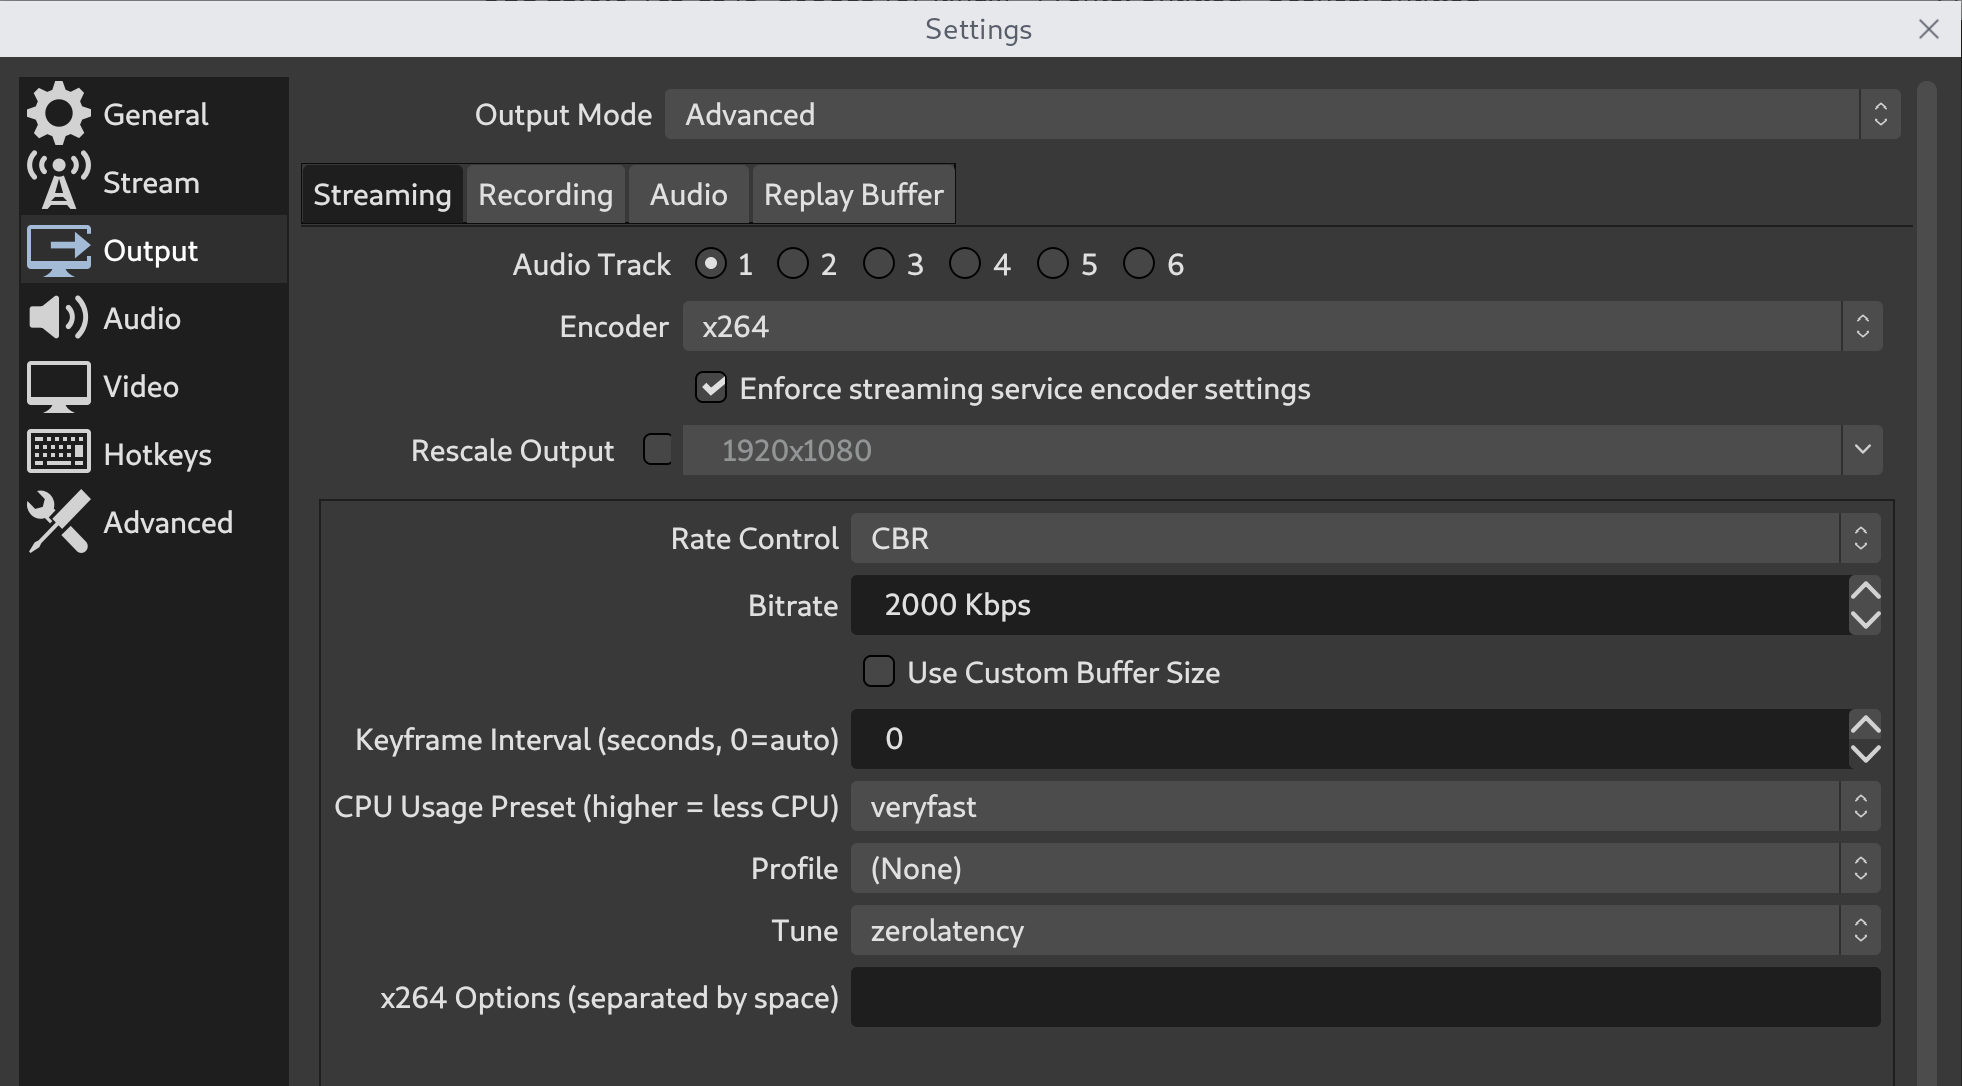 Settings
General
Stream
Output
Audio
Video
Hotkeys
Advanced
Output Mode Advanced
Streaming Recording Audio Replay Buffer
Audio Track 1 2 3 4 5 6
Encoder x264
Enforce streaming service encoder settings
Rescale Output 1920x1080
Rate Control CBR
Bitrate 2000 Kbps
Use Custom Buffer Size
Keyframe Interval (seconds, 0=auto) 0
CPU Usage Preset (higher = less CPU) veryfast
Profile (None)
Tune zerolatency
x264 Options (separated by space)